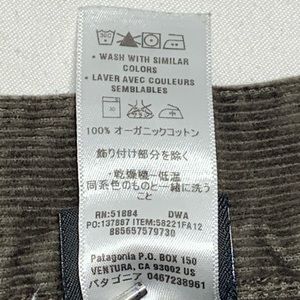 • WASH WITH SIMILAR
COLORS
• LAVER AVEC COULEURS
SEMBLABLES
100% オーガニックコットン
飾り付け部分を除く
・乾燥機-低温
・同系色のものと一緒に洗う
こと
RN:51884 DWA
PO:137887 ITEM:58221FA12
885657579730
Patagonia P.O. BOX 150
VENTURA, CA 93002 US
パタゴニア 0467238961